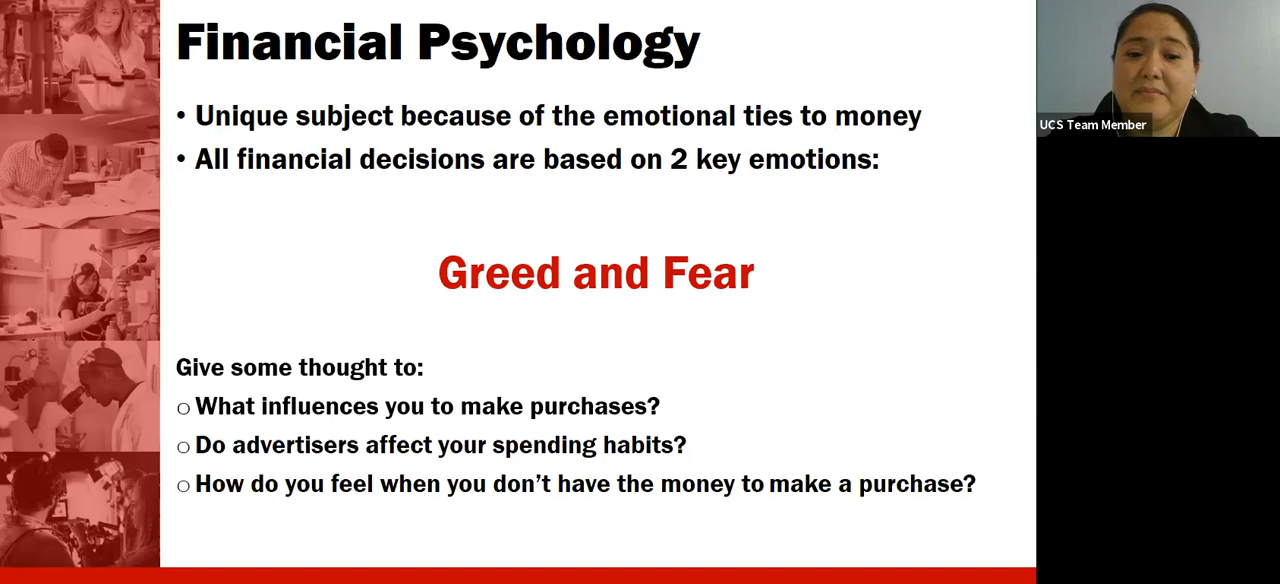 Financial Psychology
• Unique subject because of the emotional ties to money
• All financial decisions are based on 2 key emotions:
Greed and Fear
Give some thought to:
○ What influences you to make purchases?
○ Do advertisers affect your spending habits?
○ How do you feel when you don’t have the money to make a purchase?
UCS Team Member